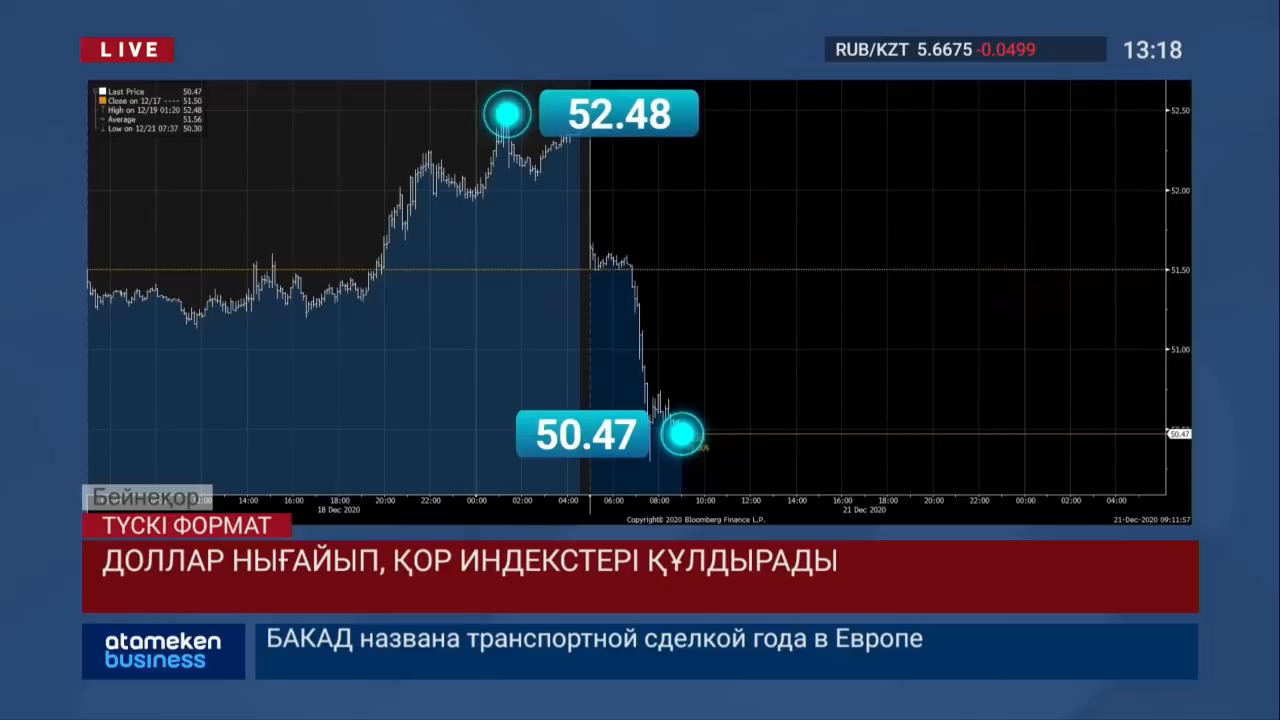 LIVE
RUB/KZT 5.6675 -0.0499
13:18
Last Price 50.47
Close on 12/17 ---- 51.50
High on 12/19 01:20 52.48
Average 51.56
Low on 12/21 07:37 50.30
52.48
52.50
52.00
51.50
51.00
50.47
50.47
14:00 16:00 18:00 20:00 22:00 00:00 02:00 04:00 06:00 08:00 10:00 12:00 14:00 16:00 18:00 20:00 22:00 00:00 02:00 04:00
18 Dec 2020 21 Dec 2020
Copyright© 2020 Bloomberg Finance L.P.
21-Dec-2020 09:11:57
Бейнеқор
ТҮСКІ ФОРМАТ
ДОЛЛАР НЫҒАЙЫП, ҚОР ИНДЕКСТЕРІ ҚҰЛДЫРАДЫ
atameken
business
БАКАД названа транспортной сделкой года в Европе